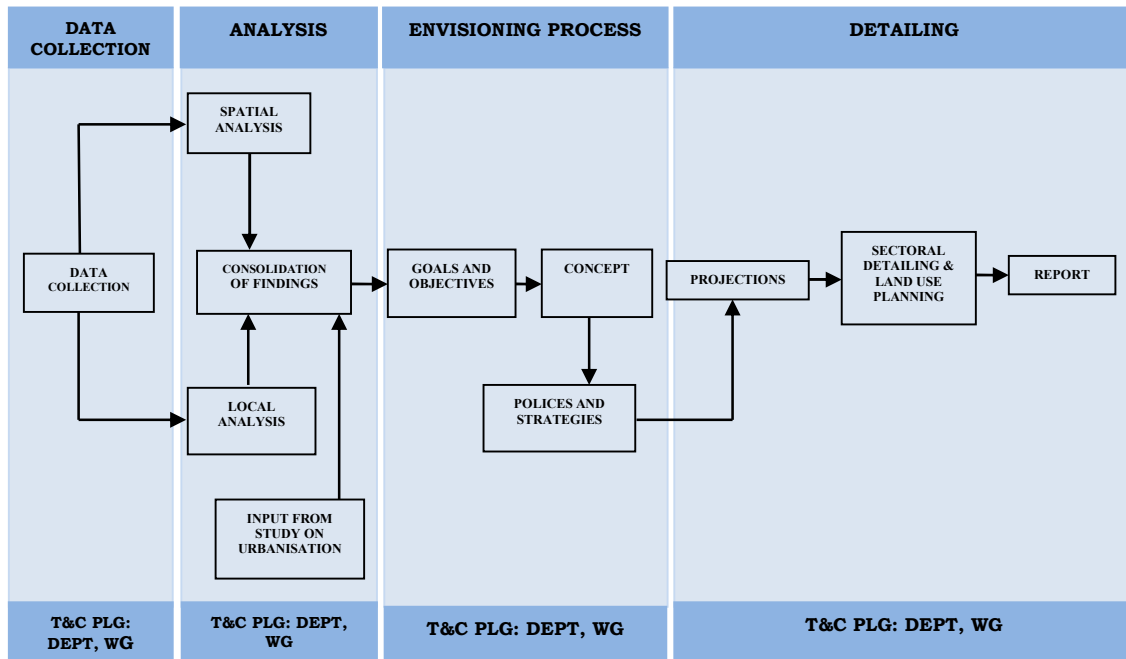 DATA
COLLECTION
ANALYSIS
ENVISIONING PROCESS
DETAILING
SPATIAL
ANALYSIS
DATA
COLLECTION
CONSOLIDATION
OF FINDINGS
LOCAL
ANALYSIS
INPUT FROM
STUDY ON
URBANISATION
GOALS AND
OBJECTIVES
CONCEPT
POLICES AND
STRATEGIES
PROJECTIONS
SECTORAL
DETAILING &
LAND USE
PLANNING
REPORT
T&C PLG:
DEPT, WG
T&C PLG: DEPT,
WG
T&C PLG: DEPT, WG
T&C PLG: DEPT, WG